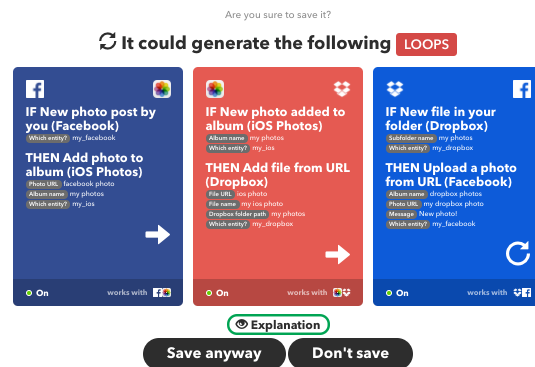 Are you sure to save it?
It could generate the following LOOPS
IF New photo post by
you (Facebook)
Which entity? my_facebook
THEN Add photo to
album (iOS Photos)
Photo URL facebook photo
Album name my photos
Which entity? my_ios
On works with
IF New photo added to
album (iOS Photos)
Album name my photos
Which entity? my_ios
THEN Add file from URL
(Dropbox)
File URL ios photo
File name my ios photo
Dropbox folder path my photos
Which entity? my_dropbox
On works with
IF New file in your
folder (Dropbox)
Subfolder name my photos
Which entity? my_dropbox
THEN Upload a photo
from URL (Facebook)
Album name dropbox photos
Photo URL my dropbox photo
Message New photo!
Which entity? my_facebook
On works with
Explanation
Save anyway Don't save